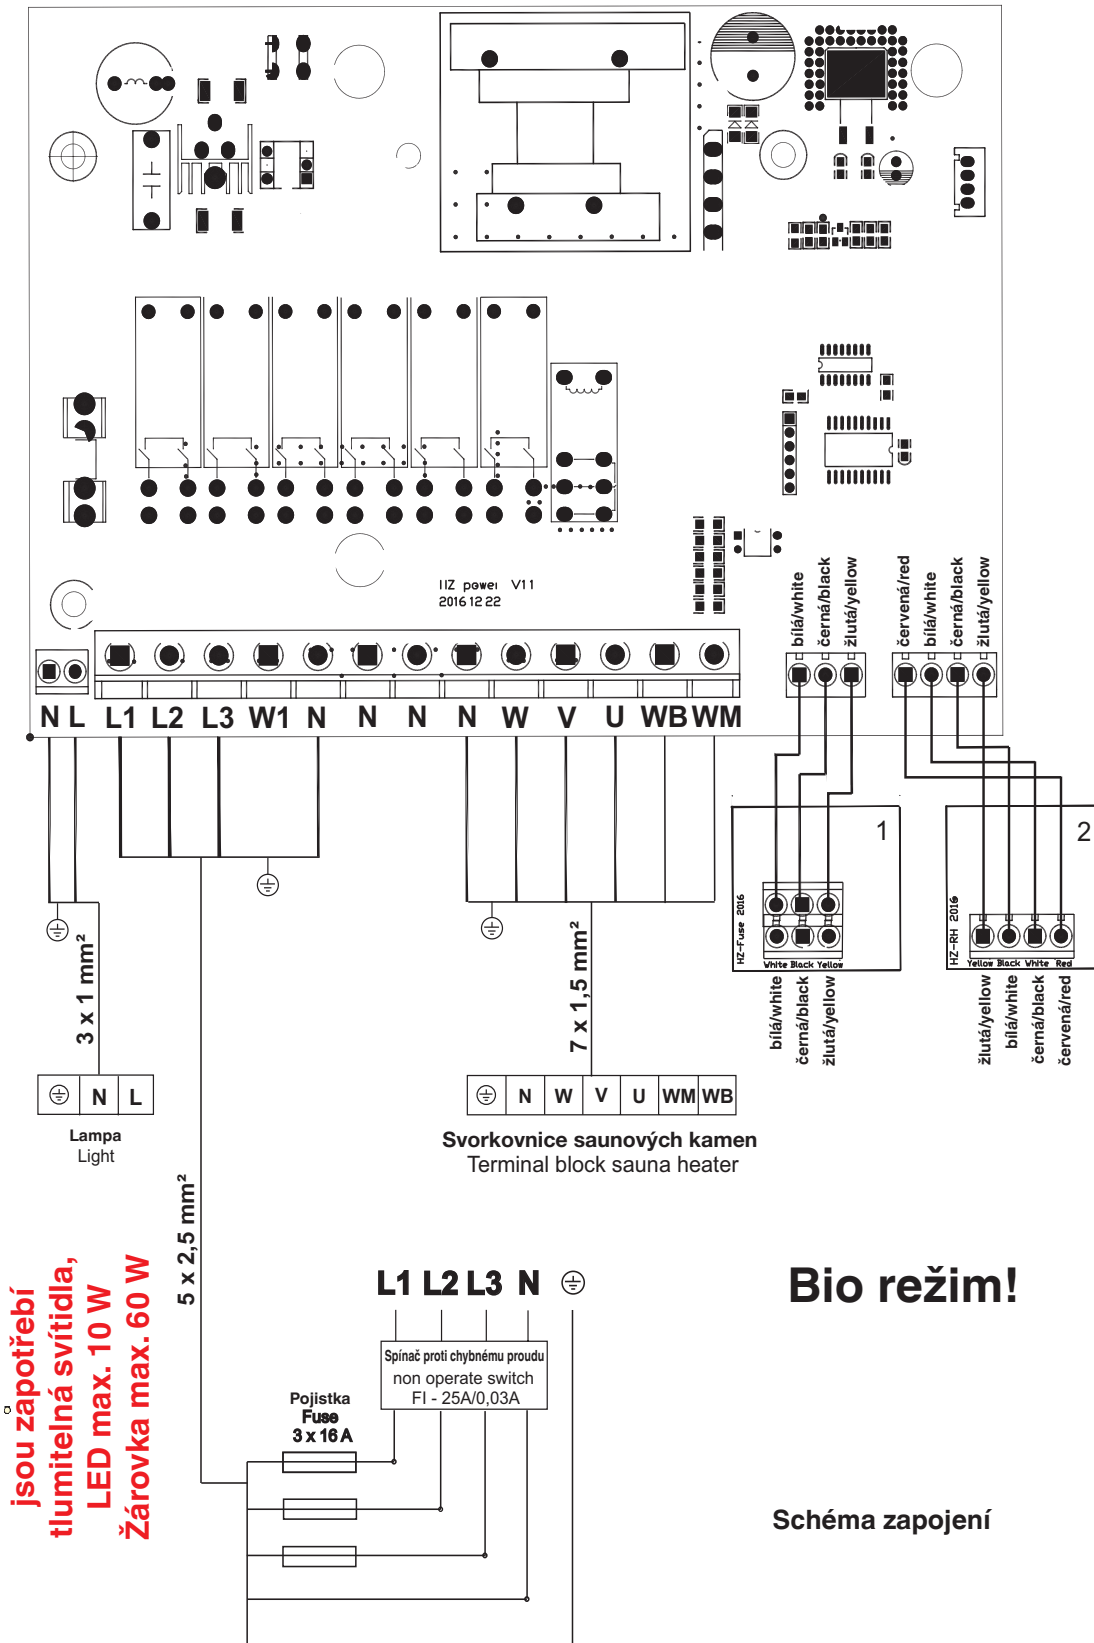 IIZ power V11
2016 12 22
bílá/white
černá/black
žlutá/yellow
červená/red
bílá/white
černá/black
žlutá/yellow
N L L1 L2 L3 W1 N N N N W V U WB WM
1
HZ-Fuse 2016
White Black Yellow
bílá/white
černá/black
žlutá/yellow
2
HZ-RH 2016
Yellow Black White Red
žlutá/yellow
bílá/white
černá/black
červená/red
3 x 1 mm²
7 x 1,5 mm²
N L
Lampa
Light
N W V U WM WB
Svorkovnice saunových kamen
Terminal block sauna heater
5 x 2,5 mm²
jsou zapotřebí
tlumitelná svítidla,
LED max. 10 W
Žárovka max. 60 W
L1 L2 L3 N
Spínač proti chybnému proudu
non operate switch
FI - 25A/0,03A
Pojistka
Fuse
3 x 16 A
Bio režim!
Schéma zapojení